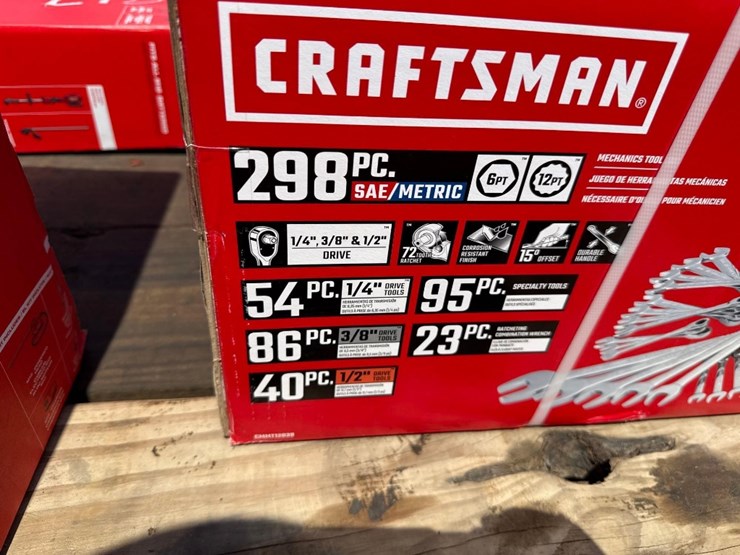 CRAFTSMAN®
298 PC. SAE/METRIC 6PT 12PT
MECHANICS TOOL
JUEGO DE HERRA TAS MECÁNICAS
NÉCESSAIRE D' POUR MÉCANICIEN
1/4", 3/8" & 1/2" DRIVE
72 TOOTH RATCHET
CORROSION RESISTANT FINISH
15° OFFSET
DURABLE HANDLE
54 PC. 1/4" DRIVE TOOLS
95 PC. SPECIALTY TOOLS
86 PC. 3/8" DRIVE TOOLS
23 PC. RATCHETING COMBINATION WRENCH
40 PC. 1/2" DRIVE TOOLS